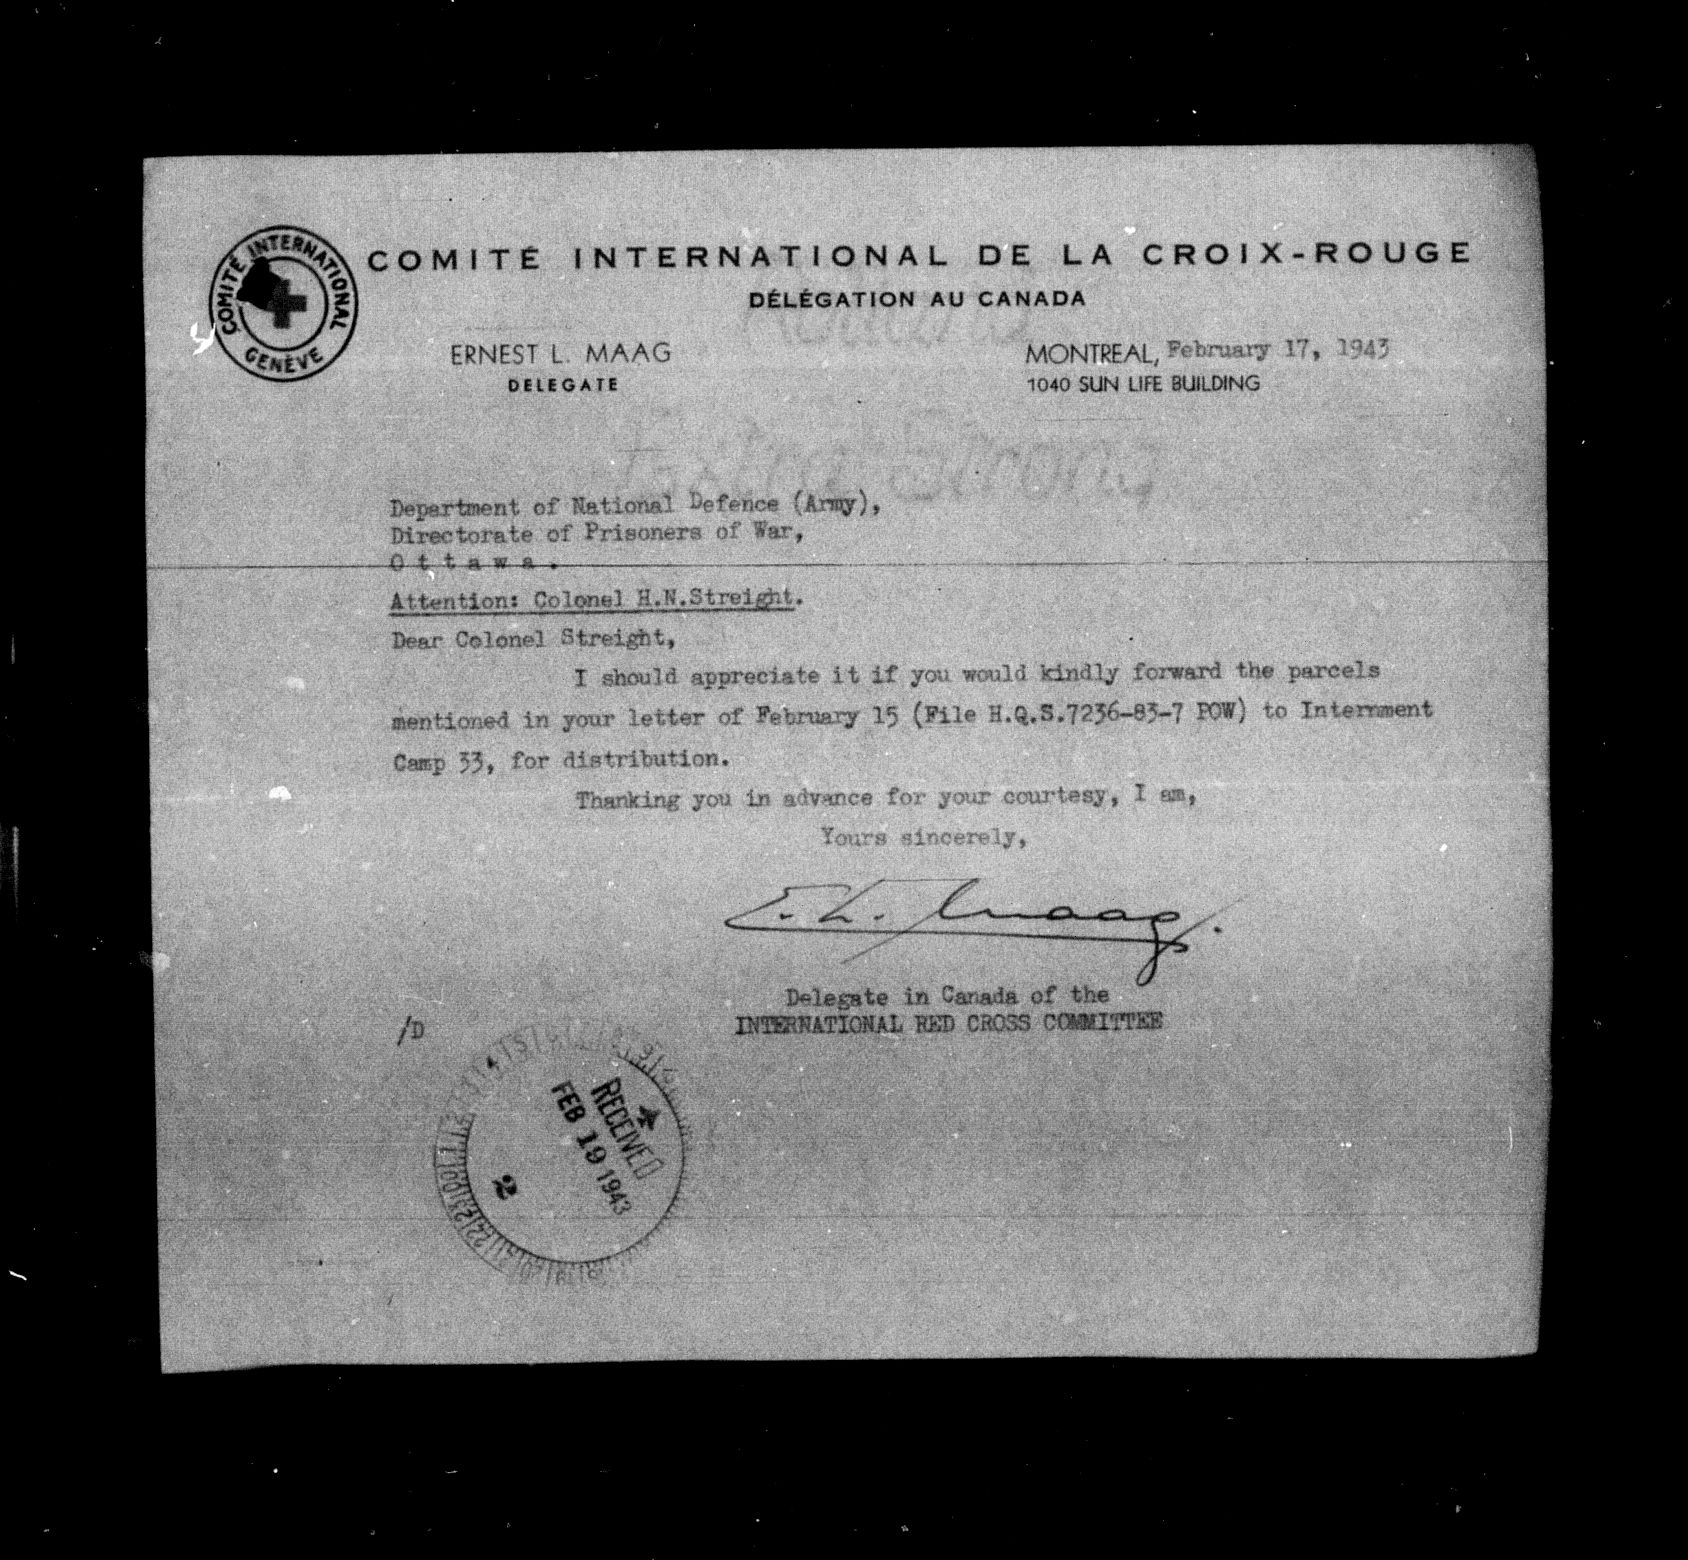 COMITÉ INTERNATIONAL
GENÈVE
COMITÉ INTERNATIONAL DE LA CROIX-ROUGE
DÉLÉGATION AU CANADA
ERNEST L. MAAG
DELEGATE
MONTREAL, February 17, 1943
1040 SUN LIFE BUILDING
Extra Strong
Department of National Defence (Army),
Directorate of Prisoners of War,
O t t a w a .
Attention: Colonel H.N.Streight.
Dear Colonel Streight,
I should appreciate it if you would kindly forward the parcels
mentioned in your letter of February 15 (File H.Q.S.7236-83-7 POW) to Internment
Camp 33, for distribution.
Thanking you in advance for your courtesy, I am,
Yours sincerely,
E. L. Maag.
Delegate in Canada of the
INTERNATIONAL RED CROSS COMMITTEE
/D
RECEIVED
FEB 19 1943
2